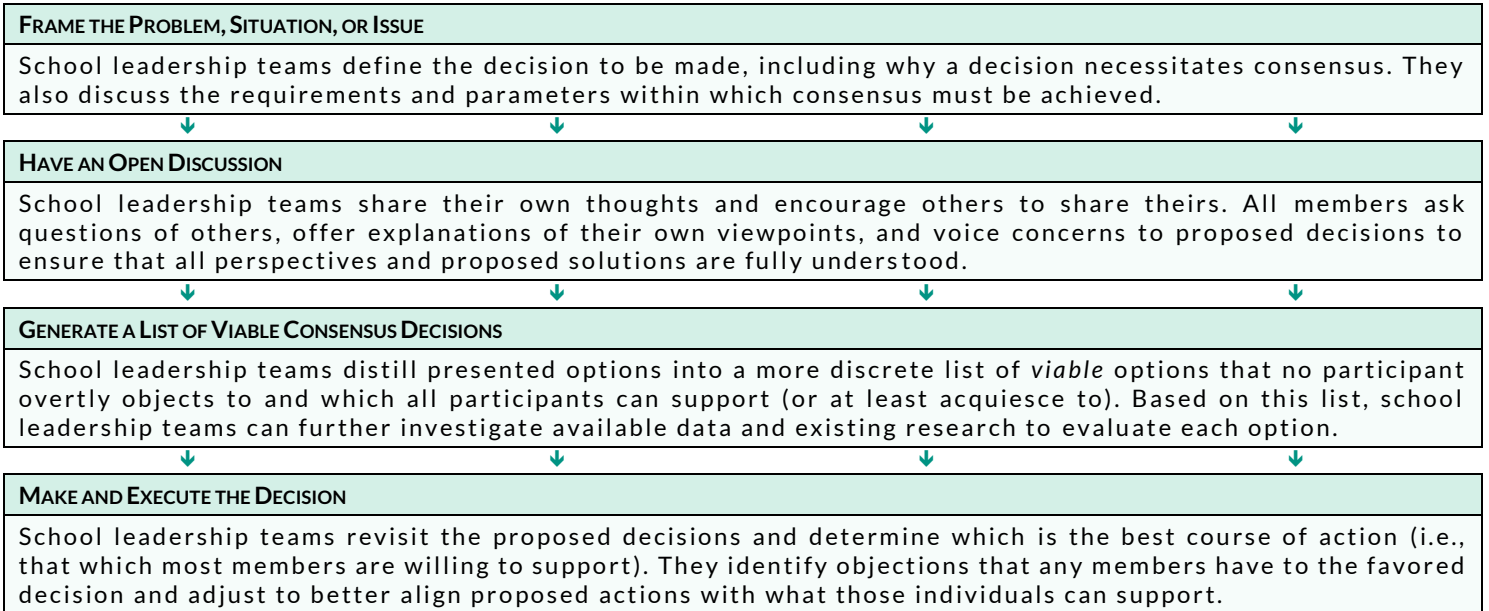 FRAME THE PROBLEM, SITUATION, OR ISSUE
School leadership teams define the decision to be made, including why a decision necessitates consensus. They
also discuss the requirements and parameters within which consensus must be achieved.
HAVE AN OPEN DISCUSSION
School leadership teams share their own thoughts and encourage others to share theirs. All members ask
questions of others, offer explanations of their own viewpoints, and voice concerns to proposed decisions to
ensure that all perspectives and proposed solutions are fully understood.
GENERATE A LIST OF VIABLE CONSENSUS DECISIONS
School leadership teams distill presented options into a more discrete list of viable options that no participant
overtly objects to and which all participants can support (or at least acquiesce to). Based on this list, school
leadership teams can further investigate available data and existing research to evaluate each option.
MAKE AND EXECUTE THE DECISION
School leadership teams revisit the proposed decisions and determine which is the best course of action (i.e.,
that which most members are willing to support). They identify objections that any members have to the favored
decision and adjust to better align proposed actions with what those individuals can support.